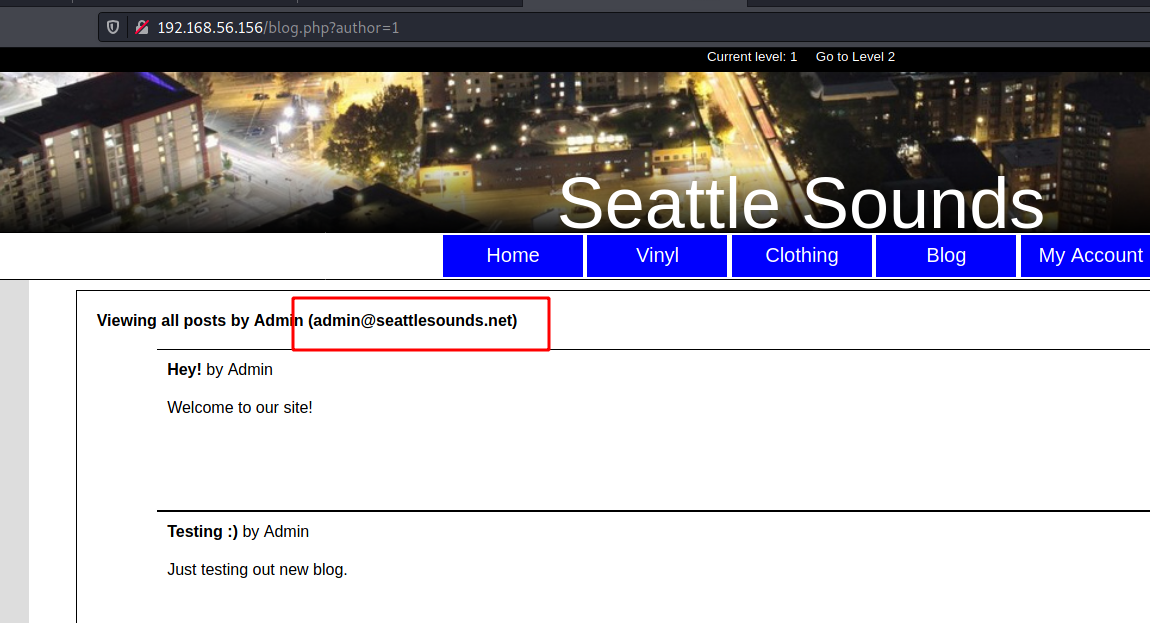 192.168.56.156/blog.php?author=1
Current level: 1 Go to Level 2
Seattle Sounds
Home Vinyl Clothing Blog My Account
Viewing all posts by Admin (admin@seattlesounds.net)
Hey! by Admin
Welcome to our site!
Testing :) by Admin
Just testing out new blog.